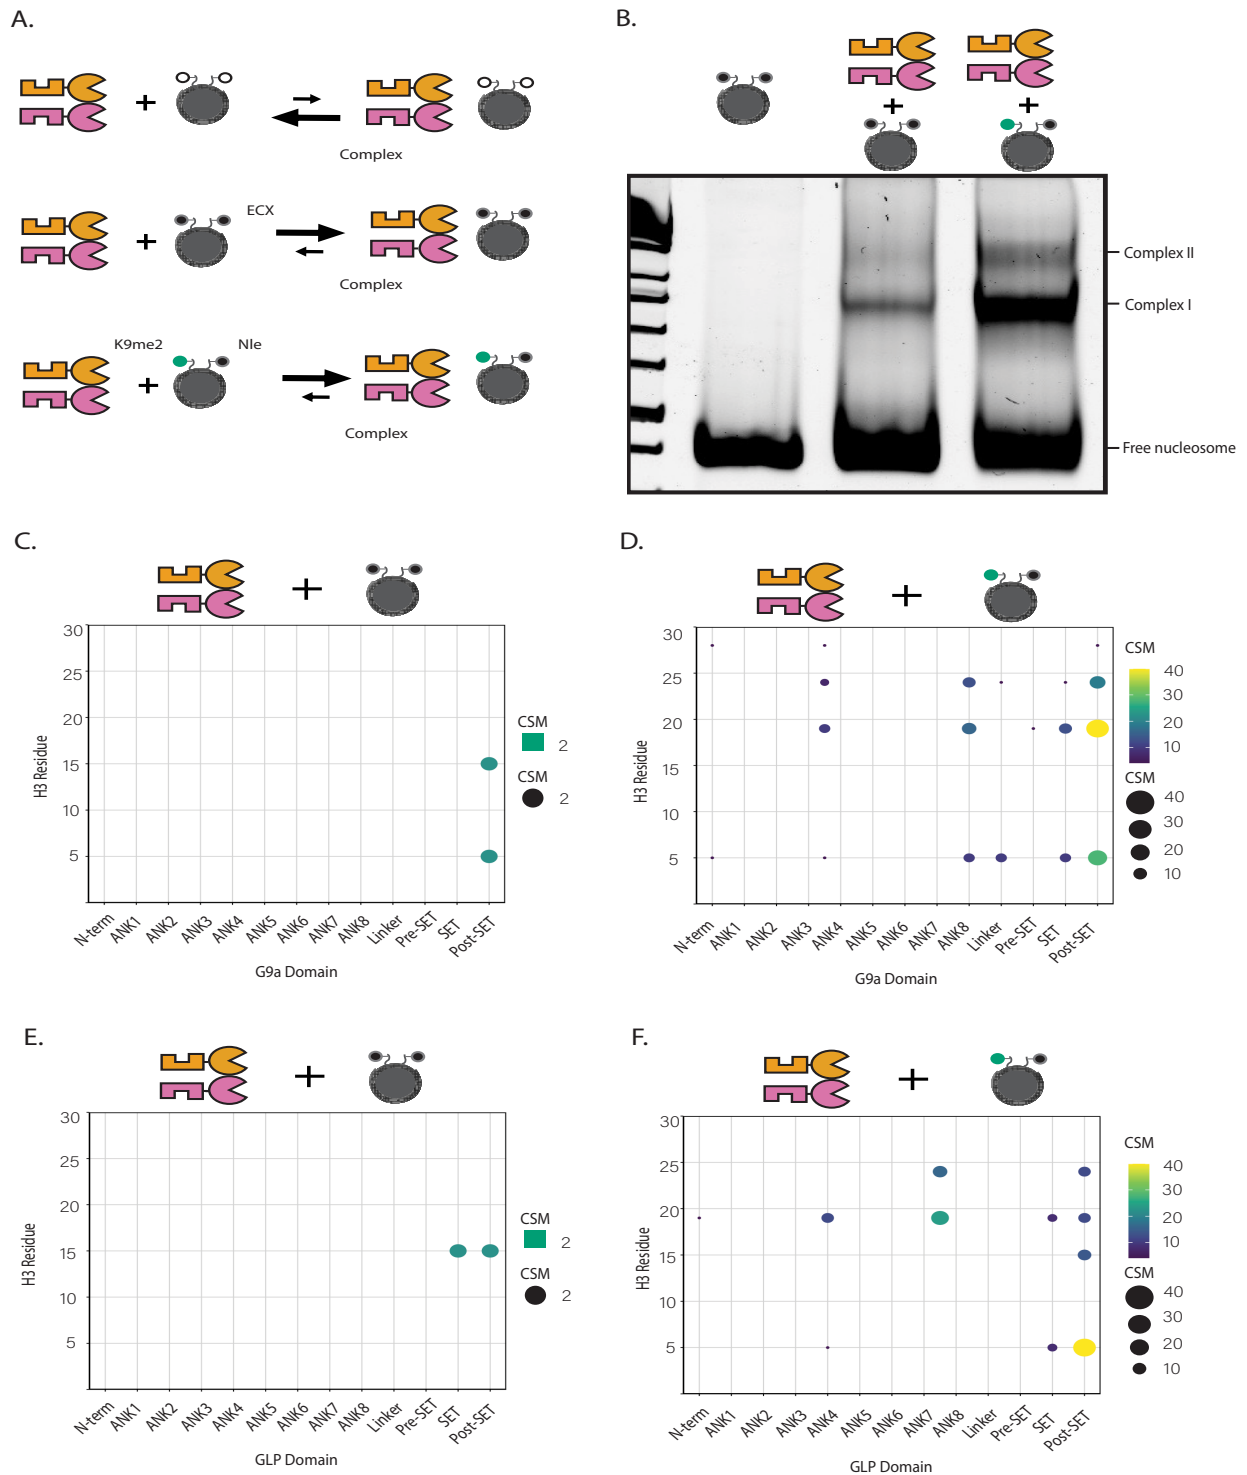 A.
Complex
ECX
Complex
K9me2
Nle
Complex
B.
Complex II
Complex I
Free nucleosome
C.
30
25
20
15
10
5
H3 Residue
N-term
ANK1
ANK2
ANK3
ANK4
ANK5
ANK6
ANK7
ANK8
Linker
Pre-SET
SET
Post-SET
G9a Domain
CSM
2
CSM
2
D.
30
25
20
15
10
5
H3 Residue
N-term
ANK1
ANK2
ANK3
ANK4
ANK5
ANK6
ANK7
ANK8
Linker
Pre-SET
SET
Post-SET
G9a Domain
CSM
40
30
20
10
CSM
40
30
20
10
E.
30
25
20
15
10
5
H3 Residue
N-term
ANK1
ANK2
ANK3
ANK4
ANK5
ANK6
ANK7
ANK8
Linker
Pre-SET
SET
Post-SET
GLP Domain
CSM
2
CSM
2
F.
30
25
20
15
10
5
H3 Residue
N-term
ANK1
ANK2
ANK3
ANK4
ANK5
ANK6
ANK7
ANK8
Linker
Pre-SET
SET
Post-SET
GLP Domain
CSM
40
30
20
10
CSM
40
30
20
10